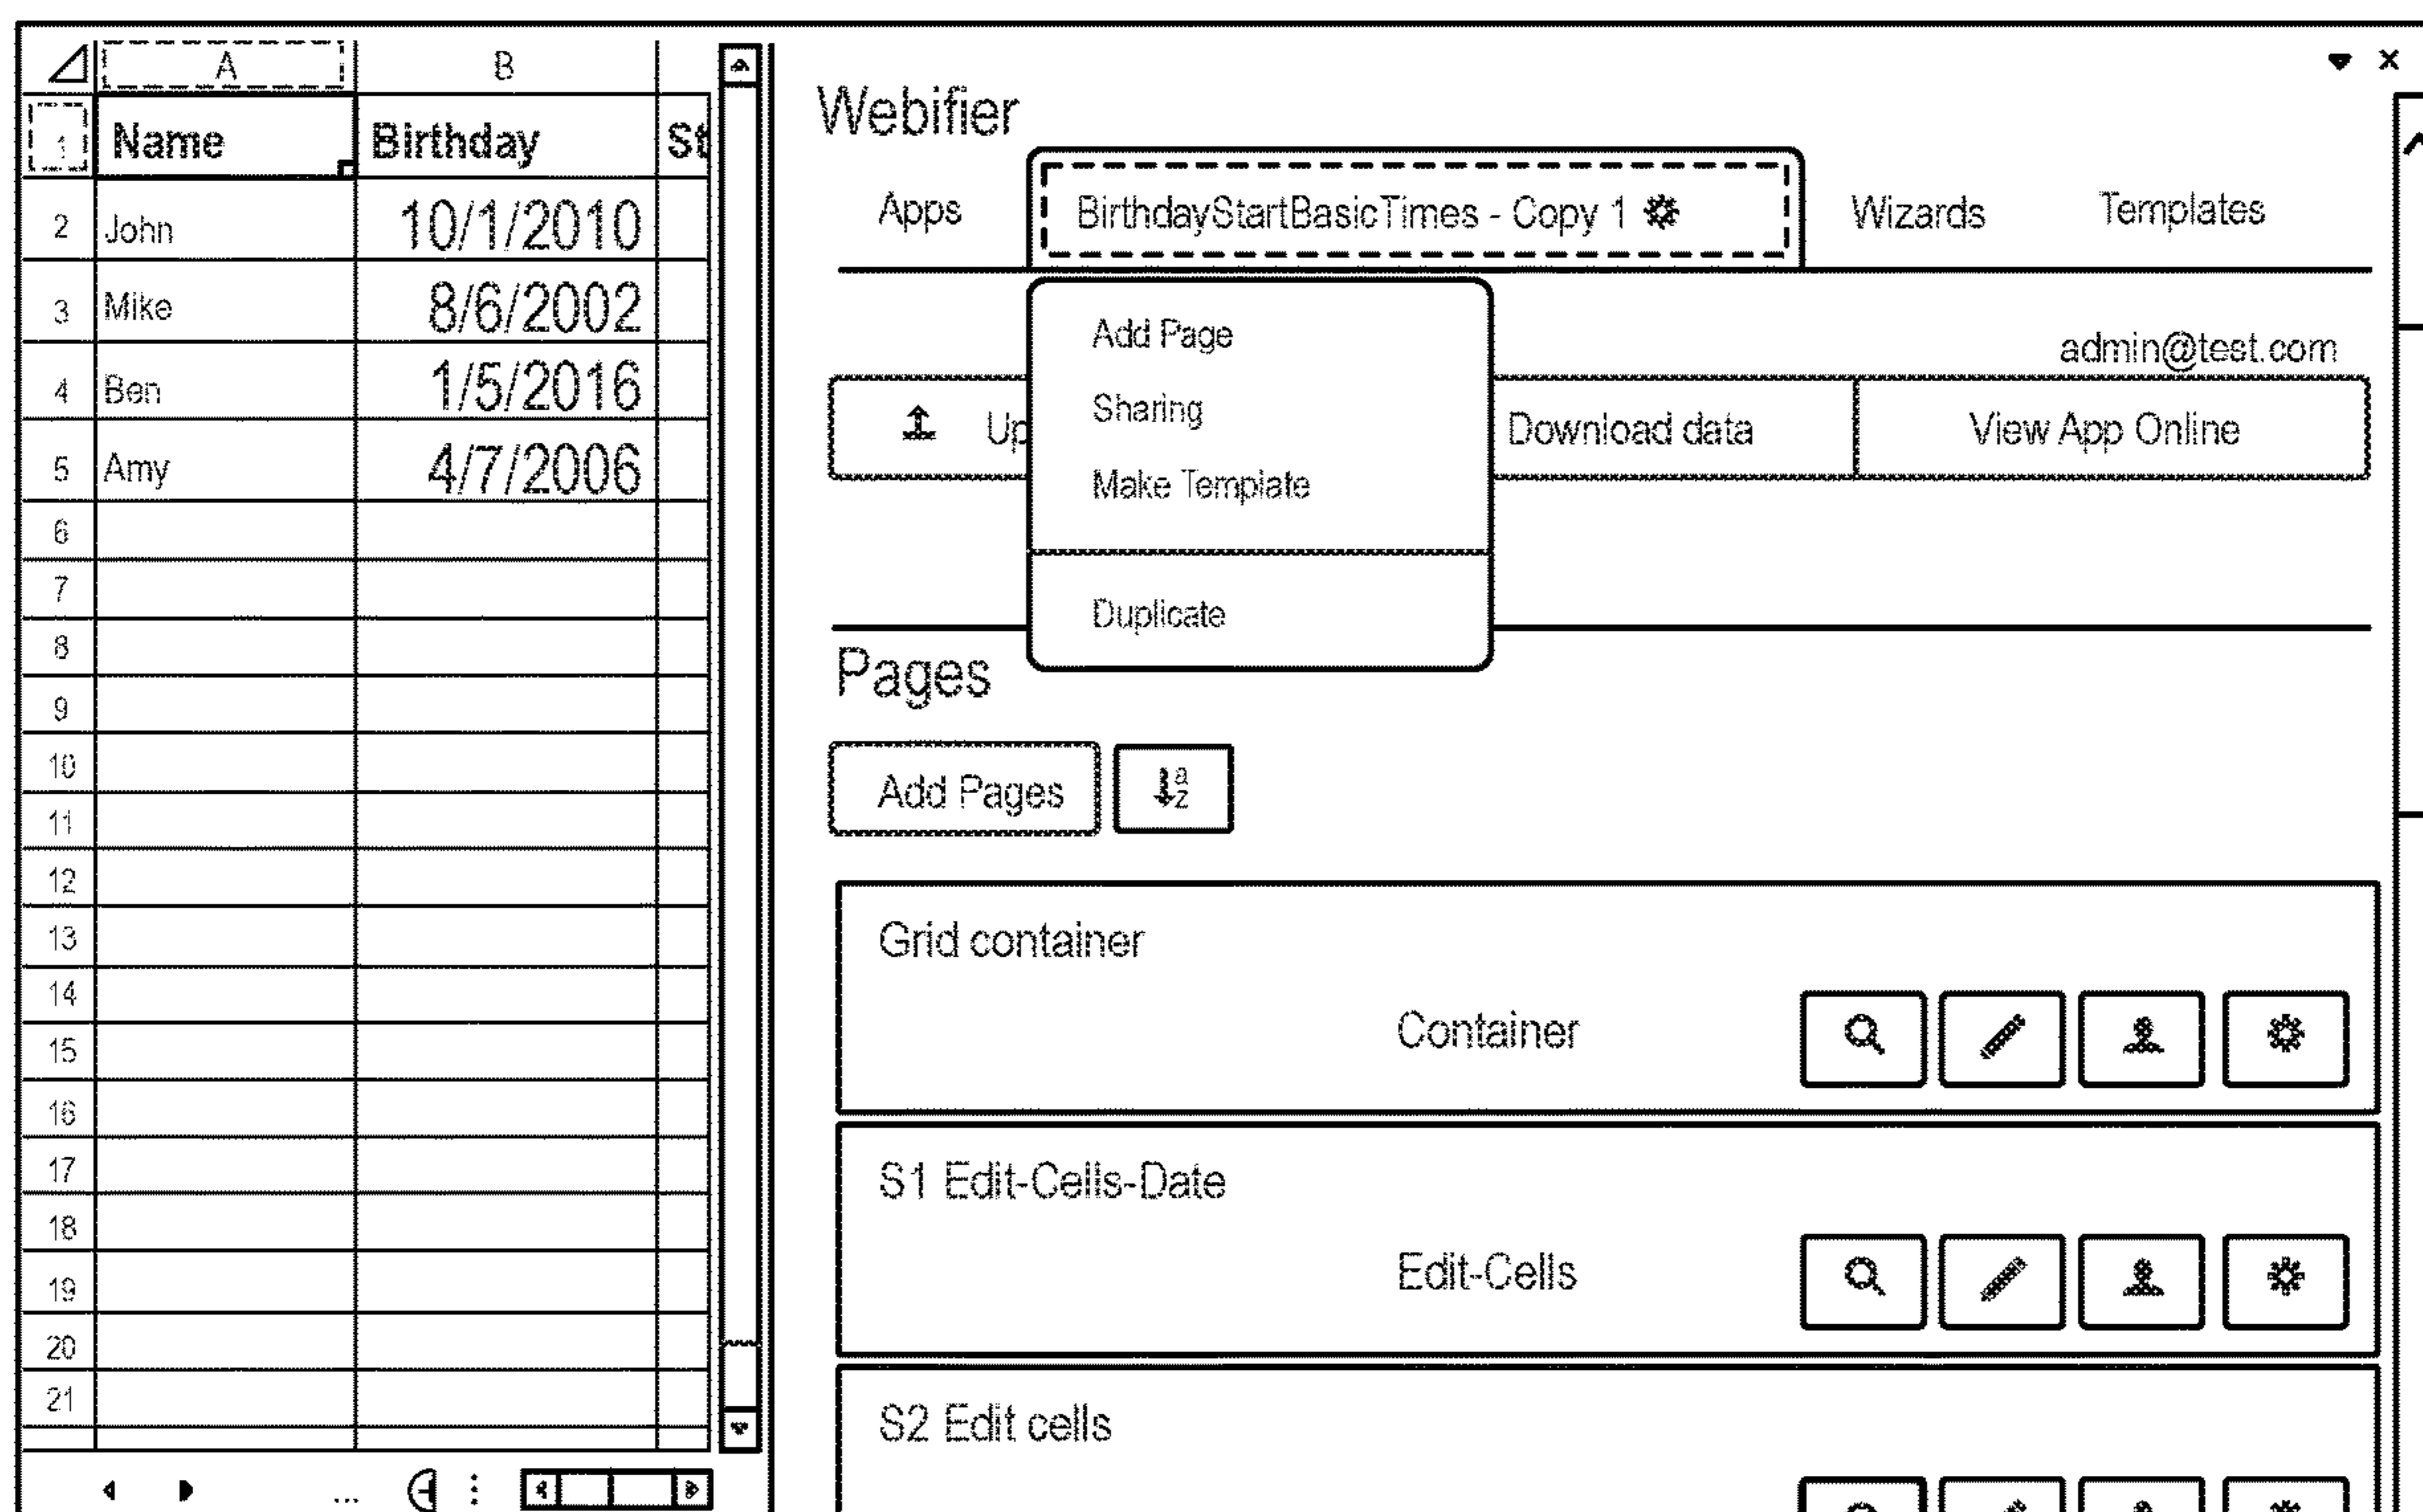 A B
1 Name Birthday St
2 John 10/1/2010
3 Mike 8/6/2002
4 Ben 1/5/2016
5 Amy 4/7/2006
6
7
8
9
10
11
12
13
14
15
16
17
18
19
20
21
...
Webifier
Apps BirthdayStartBasicTimes - Copy 1 Wizards Templates
Add Page
Sharing
Make Template
Duplicate
admin@test.com
Up Download data View App Online
Pages
Add Pages a z
Grid container
Container
S1 Edit-Cells-Date
Edit-Cells
S2 Edit cells